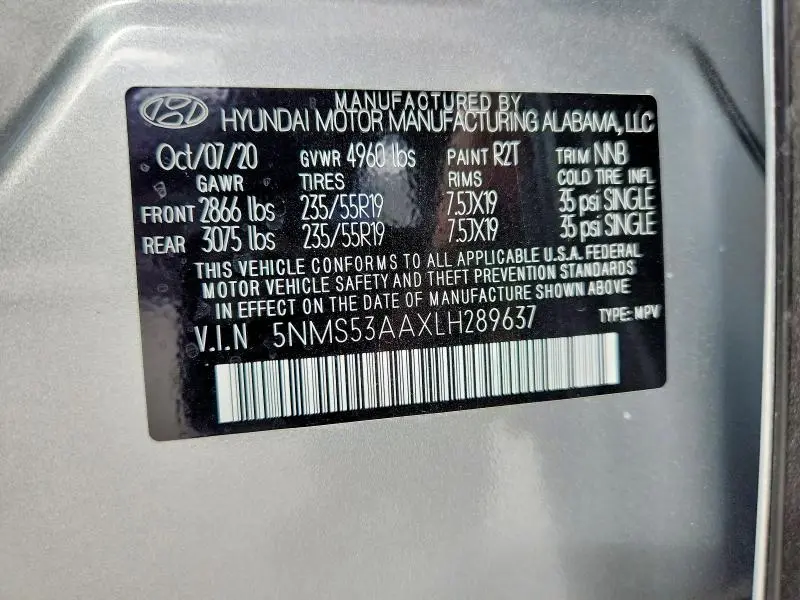 MANUFACTURED BY
HYUNDAI MOTOR MANUFACTURING ALABAMA, LLC
Oct/07/20 GVWR 4960 lbs PAINT R2T TRIM NNB
GAWR TIRES RIMS COLD TIRE INFL
FRONT 2866 lbs 235/55R19 7.5JX19 35 psi SINGLE
REAR 3075 lbs 235/55R19 7.5JX19 35 psi SINGLE
THIS VEHICLE CONFORMS TO ALL APPLICABLE U.S.A. FEDERAL
MOTOR VEHICLE SAFETY AND THEFT PREVENTION STANDARDS
IN EFFECT ON THE DATE OF MANUFACTURE SHOWN ABOVE
V.I.N 5NMS53AAXLH289637 TYPE: MPV